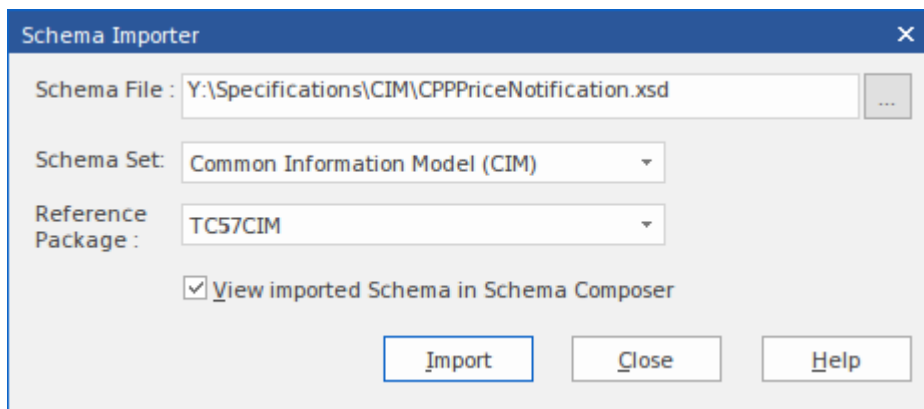 Schema Importer
Schema File : Y:\Specifications\CIM\CPPPriceNotification.xsd ...
Schema Set: Common Information Model (CIM)
Reference
Package : TC57CIM
View imported Schema in Schema Composer
Import Close Help